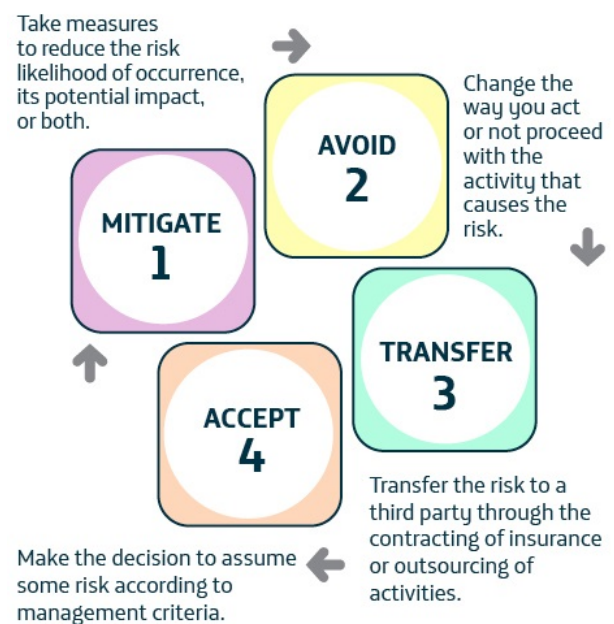 Take measures
to reduce the risk
likelihood of occurrence,
its potential impact,
or both.
MITIGATE
1
AVOID
2
Change the
way you act
or not proceed
with the
activity that
causes the
risk.
TRANSFER
3
Transfer the risk to a
third party through the
contracting of insurance
or outsourcing of
activities.
ACCEPT
4
Make the decision to assume
some risk according to
management criteria.